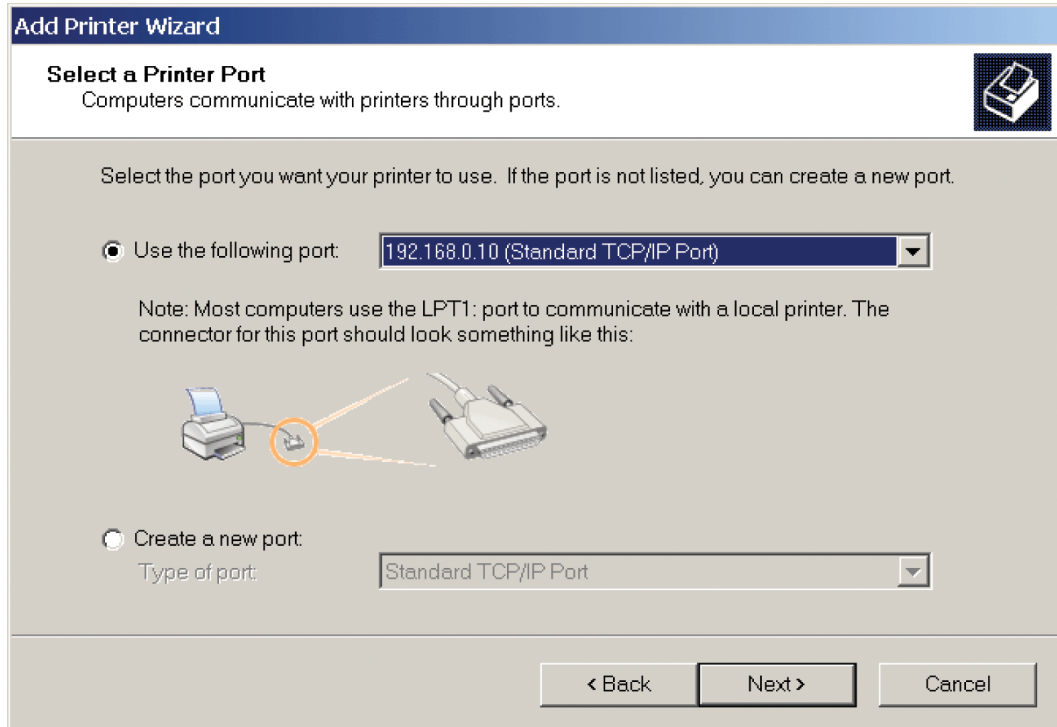 Add Printer Wizard
Select a Printer Port
Computers communicate with printers through ports.
Select the port you want your printer to use. If the port is not listed, you can create a new port.
Use the following port: 192.168.0.10 (Standard TCP/IP Port)
Note: Most computers use the LPT1: port to communicate with a local printer. The
connector for this port should look something like this:
Create a new port:
Type of port: Standard TCP/IP Port
< Back Next > Cancel